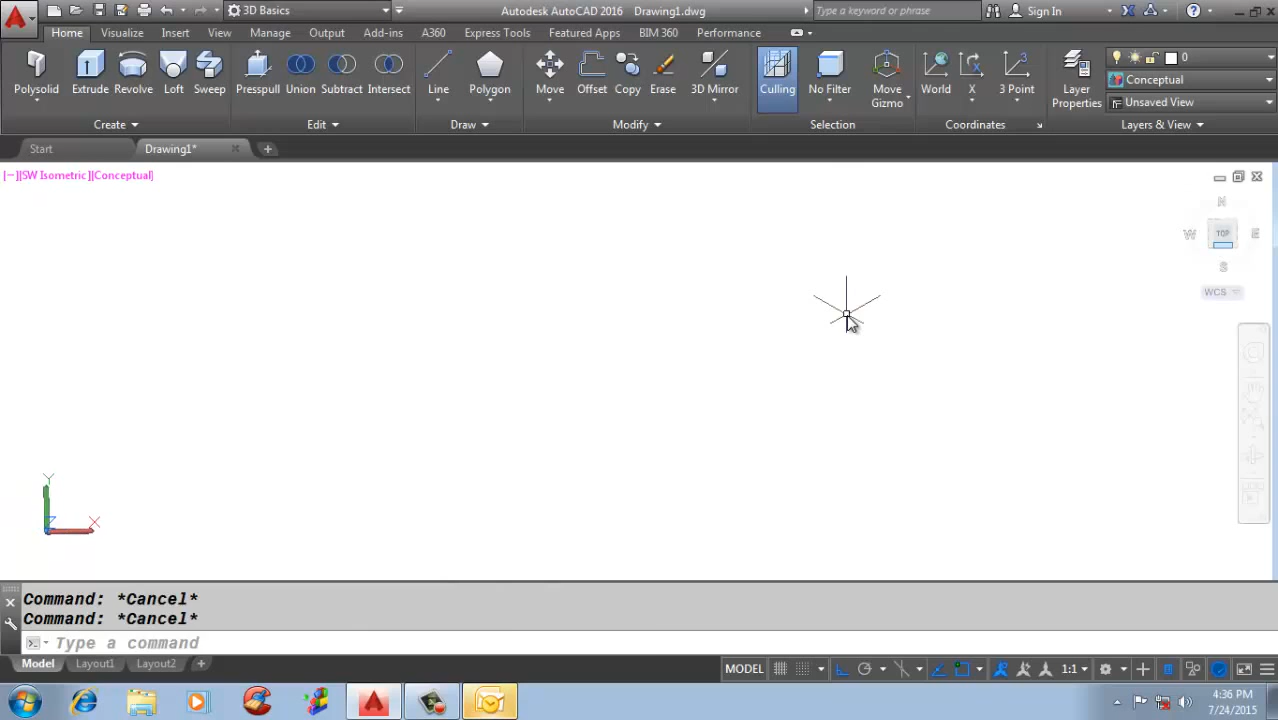 3D Basics
Autodesk AutoCAD 2016 Drawing1.dwg
Type a keyword or phrase
Sign In
Home Visualize Insert View Manage Output Add-ins A360 Express Tools Featured Apps BIM 360 Performance
Polysolid Extrude Revolve Loft Sweep Presspull Union Subtract Intersect Line Polygon Move Offset Copy Erase 3D Mirror Culling No Filter Move Gizmo World X 3 Point Layer Properties
0
Conceptual
Unsaved View
Create Edit Draw Modify Selection Coordinates Layers & View
Start Drawing1*
[−][SW Isometric][Conceptual]
N
W TOP E
S
WCS
Y
Z X
Command: *Cancel*
Command: *Cancel*
Type a command
Model Layout1 Layout2
MODEL 1:1
4:36 PM
7/24/2015